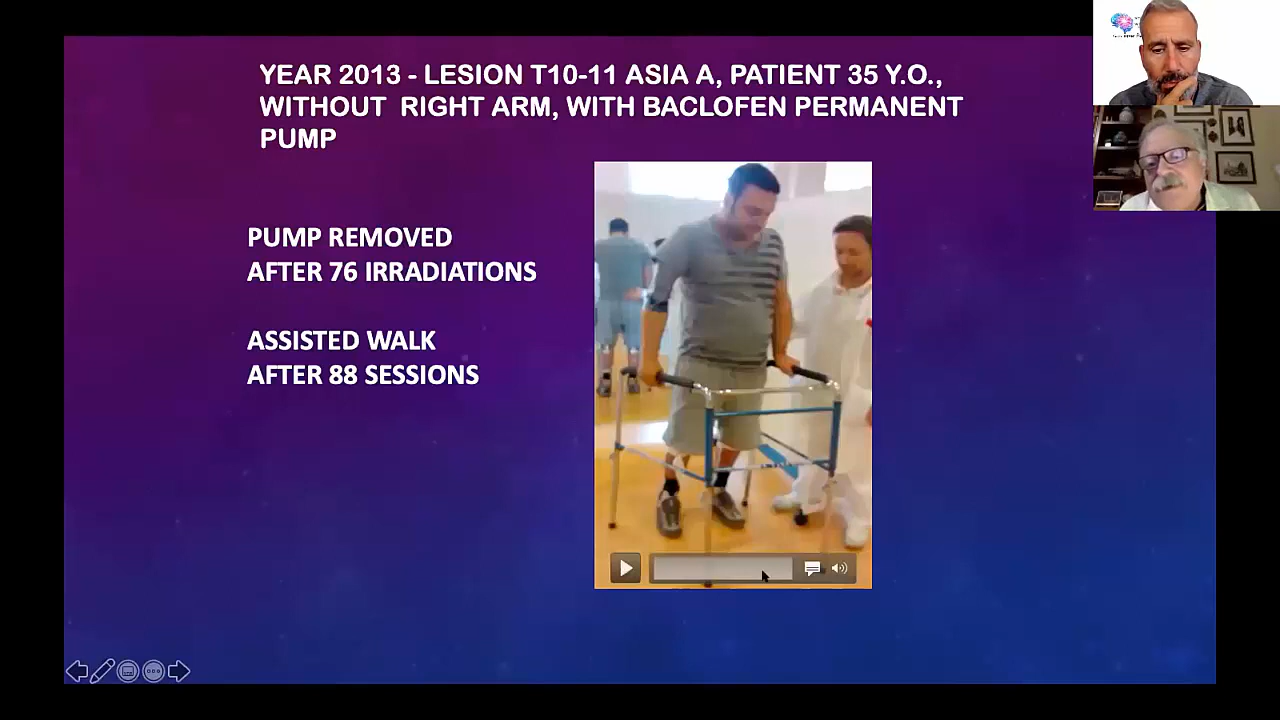 YEAR 2013 - LESION T10-11 ASIA A, PATIENT 35 Y.O.,
WITHOUT RIGHT ARM, WITH BACLOFEN PERMANENT
PUMP
PUMP REMOVED
AFTER 76 IRRADIATIONS
ASSISTED WALK
AFTER 88 SESSIONS